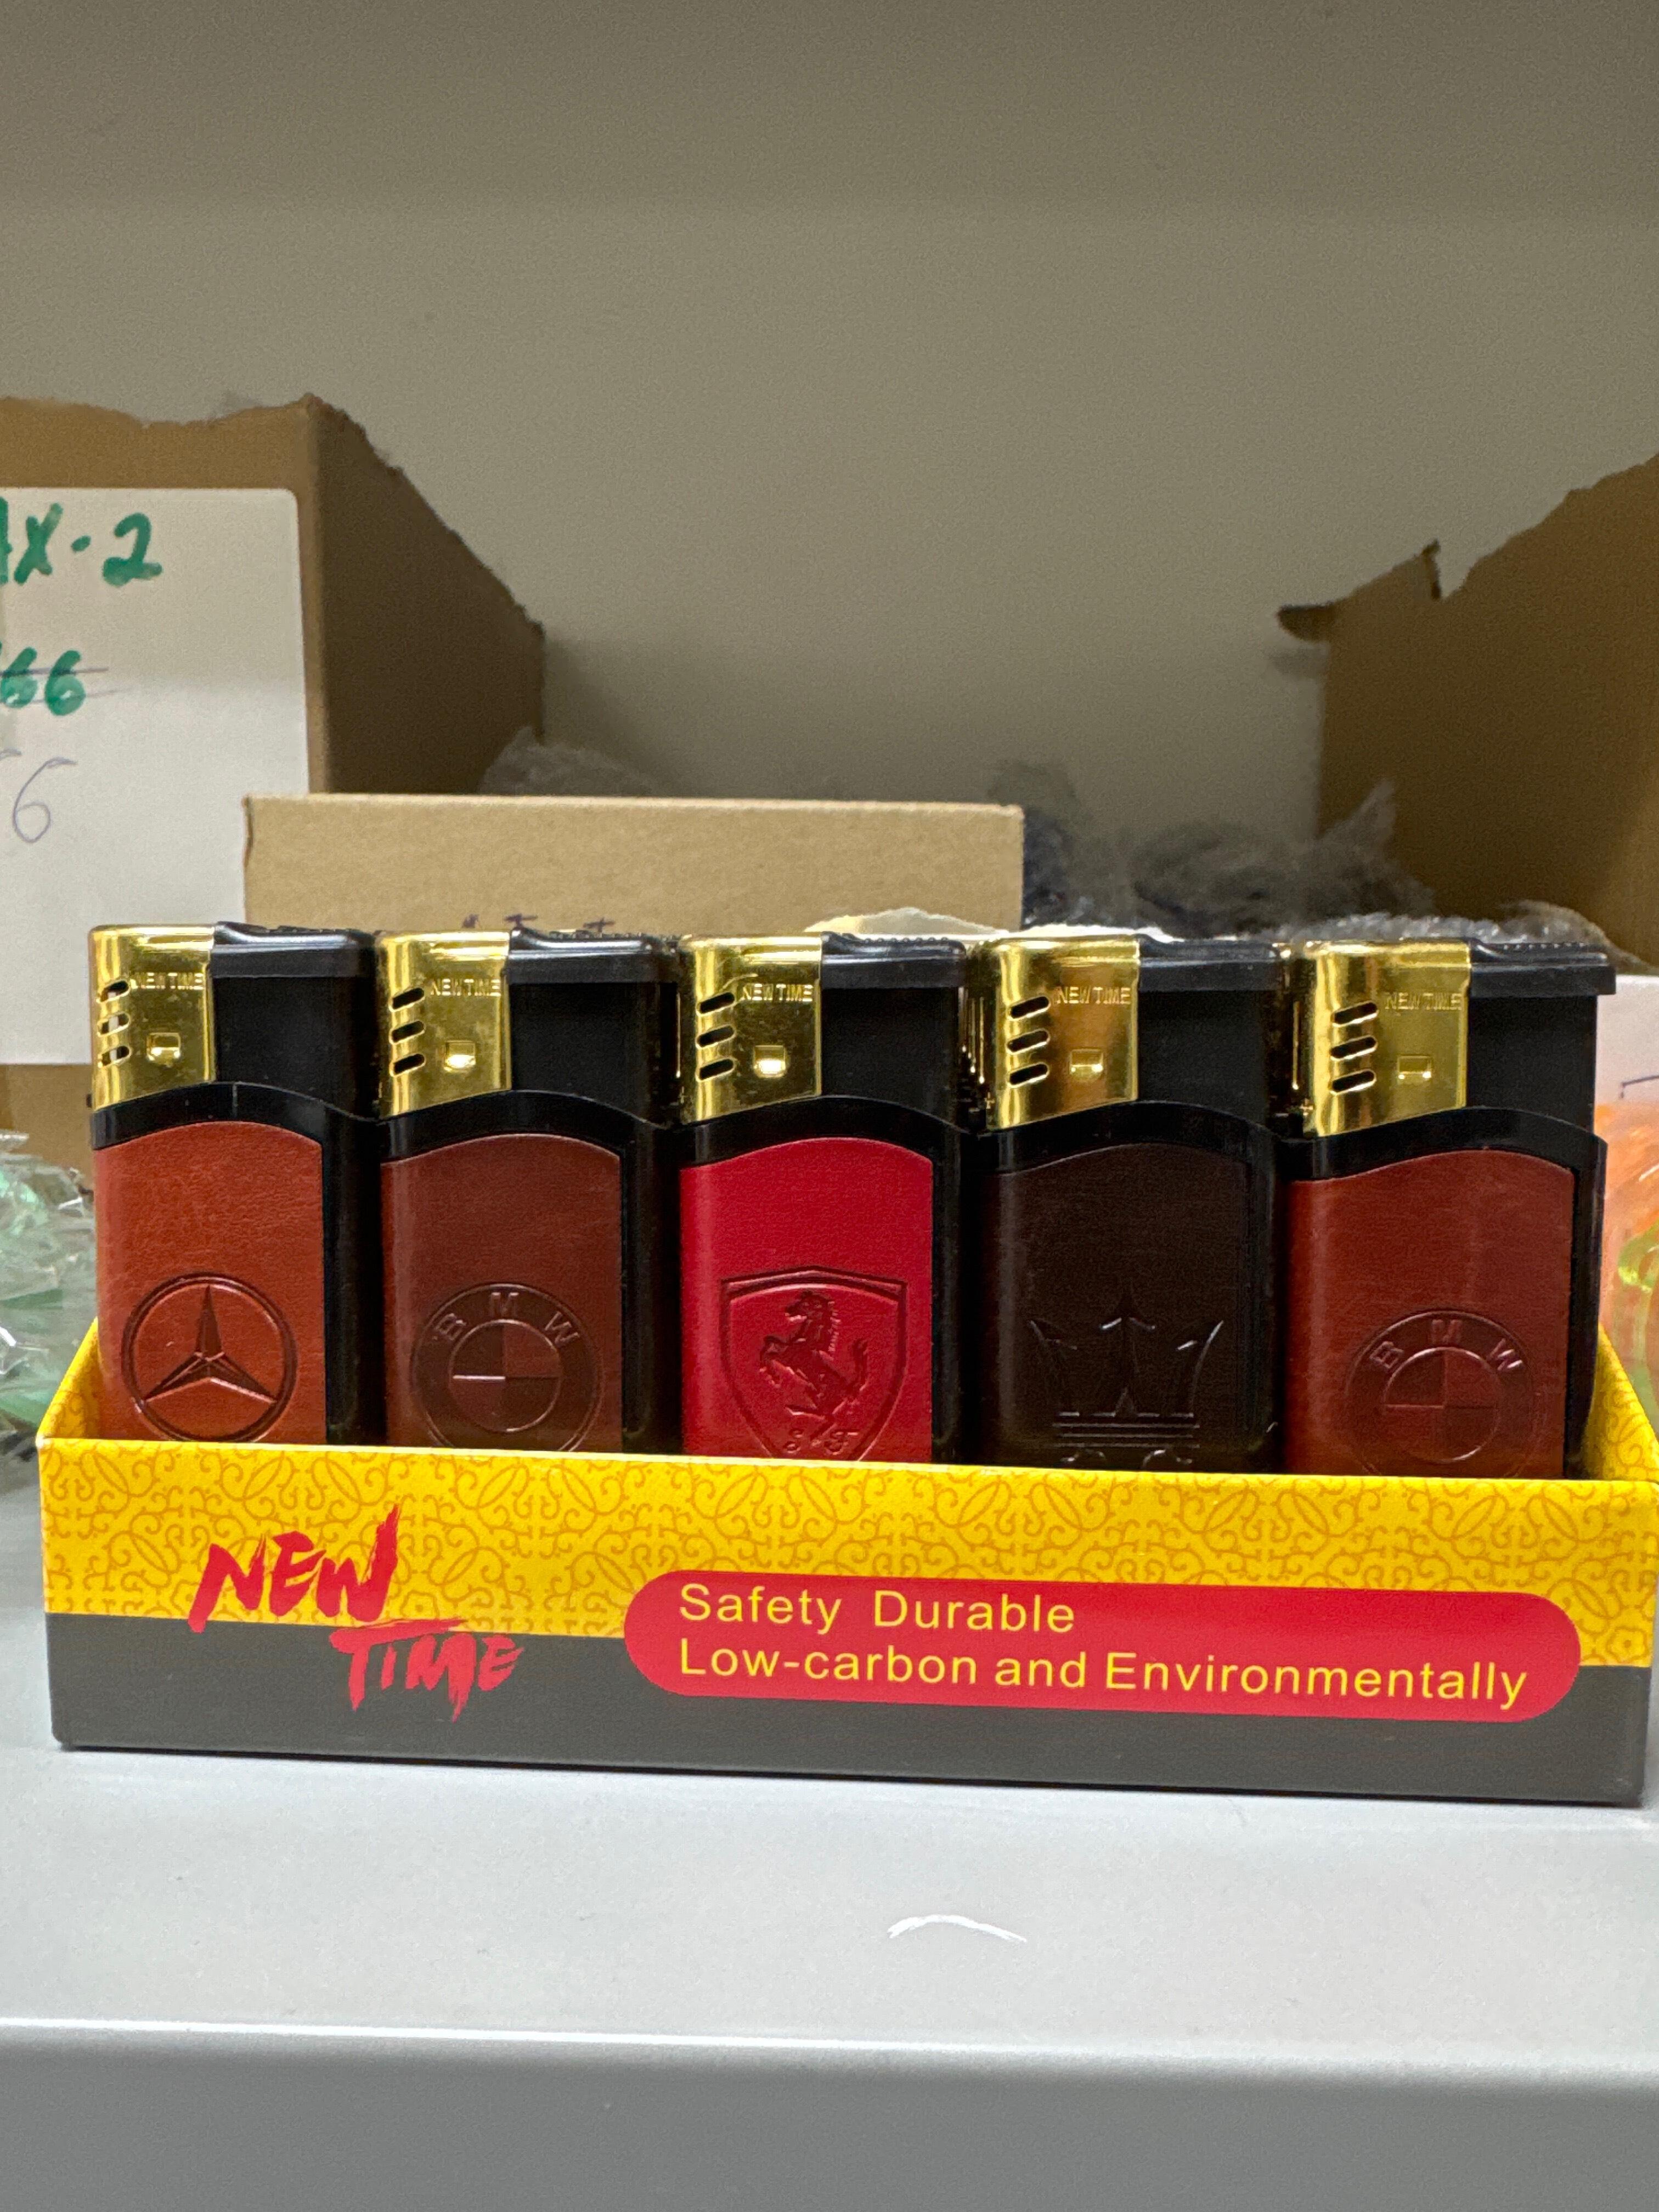 X-2
66
6
NEW TIME
NEW TIME
NEW TIME
NEW TIME
NEW TIME
BMW
S F
BMW
NEW
TIME
Safety Durable
Low-carbon and Environmentally